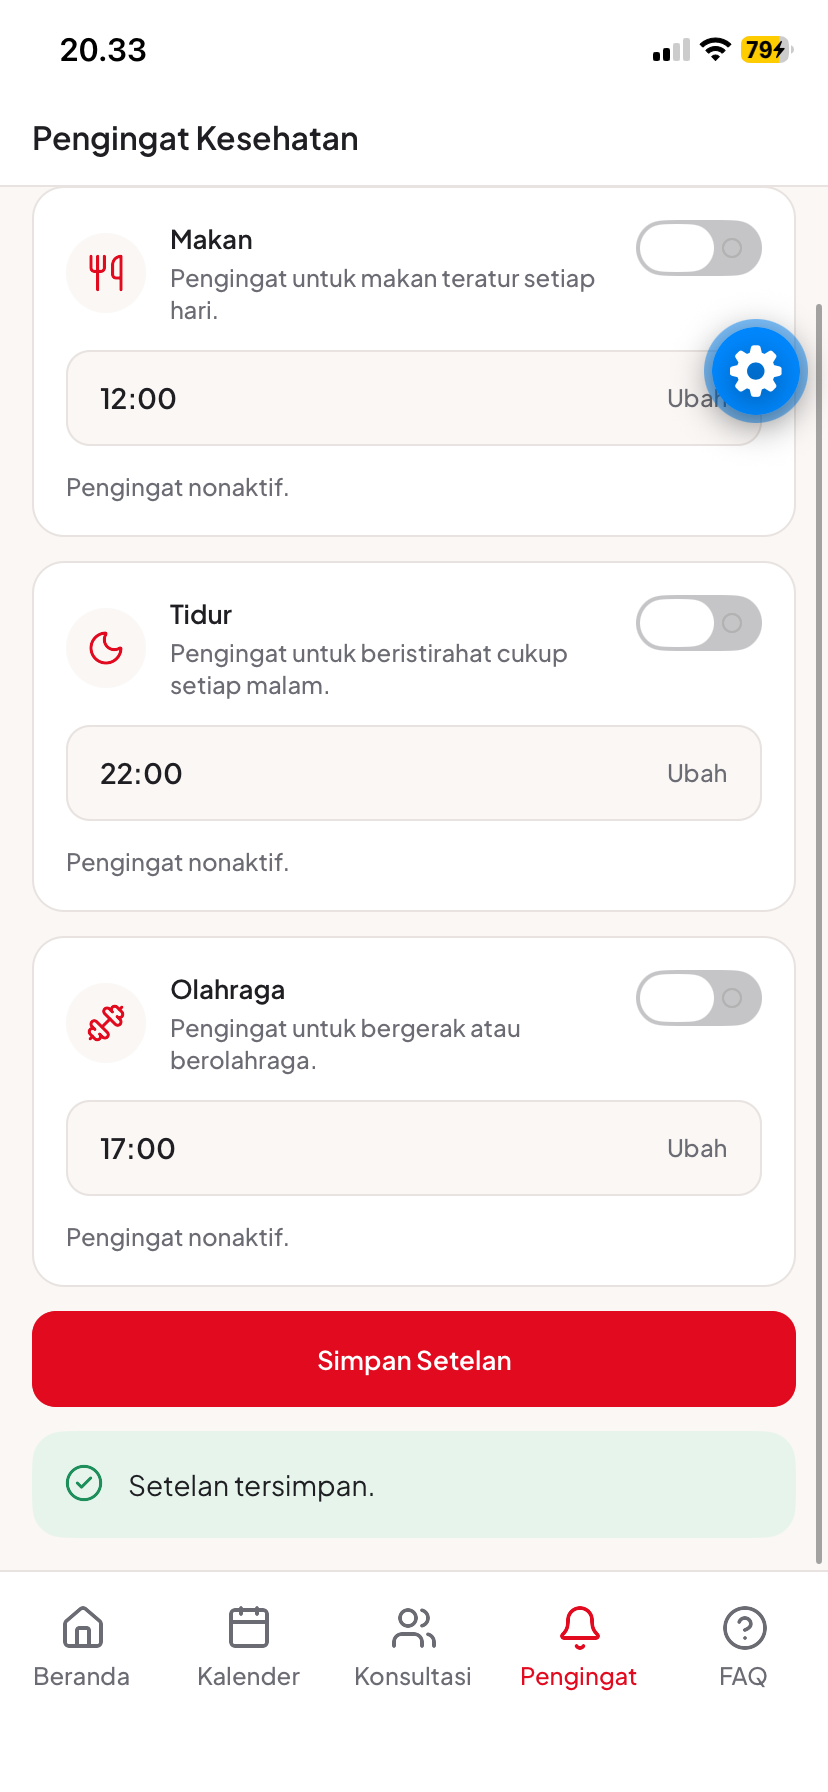 20.33
79
Pengingat Kesehatan
Makan
Pengingat untuk makan teratur setiap
hari.
12:00
Ubah
Pengingat nonaktif.
Tidur
Pengingat untuk beristirahat cukup
setiap malam.
22:00
Ubah
Pengingat nonaktif.
Olahraga
Pengingat untuk bergerak atau
berolahraga.
17:00
Ubah
Pengingat nonaktif.
Simpan Setelan
Setelan tersimpan.
Beranda
Kalender
Konsultasi
Pengingat
FAQ